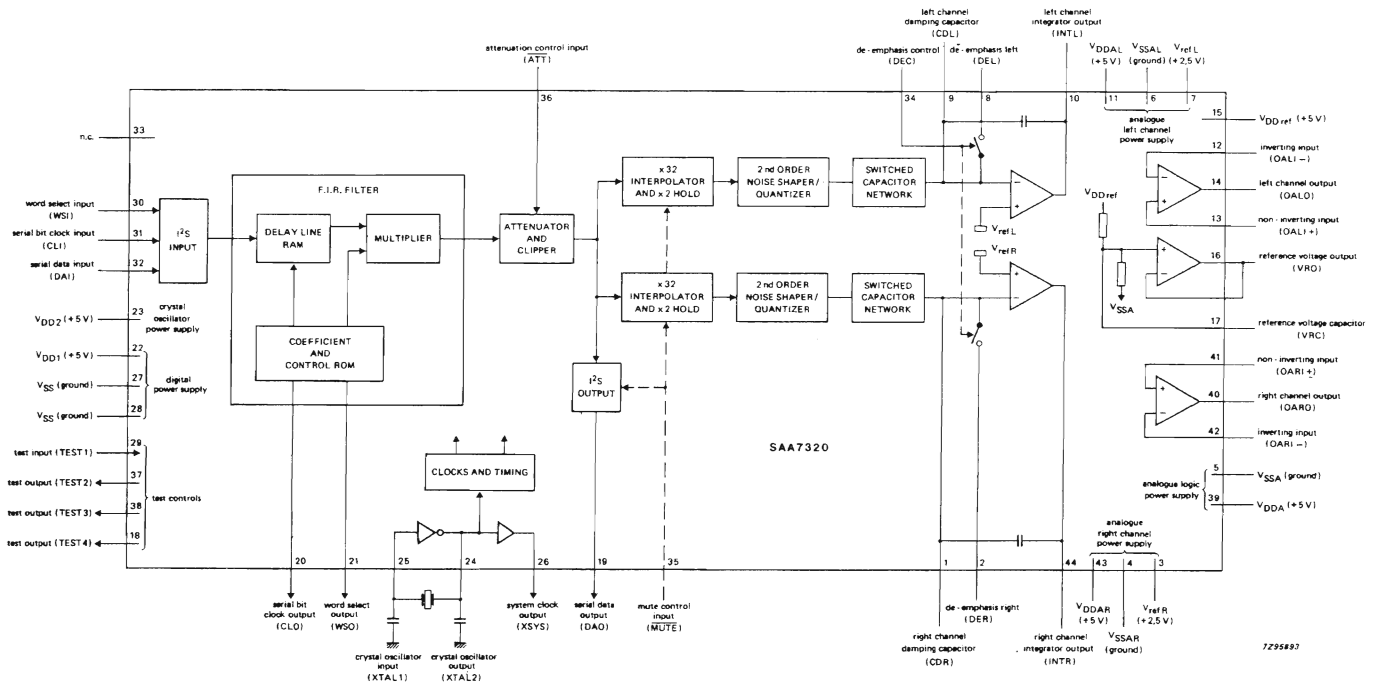 left channel
damping capacitor
(CDL)
left channel
integrator output
(INTL)
attenuation control input
(ATT)
de - emphasis control
(DEC)
de - emphasis left
(DEL)
VDDAL
(+5 V)
VSSAL
(ground)
Vref L
(+2,5 V)
36
34
9
8
10
11
6
7
analogue
left channel
power supply
15
VDD ref (+5 V)
n.c.
33
12
inverting input
(OALI –)
14
left channel output
(OALO)
13
non - inverting input
(OALI +)
F.I.R. FILTER
word select input
(WSI)
30
serial bit clock input
(CLI)
31
serial data input
(DAI)
32
I2S
INPUT
DELAY LINE
RAM
MULTIPLIER
ATTENUATOR
AND
CLIPPER
x 32
INTERPOLATOR
AND x 2 HOLD
2nd ORDER
NOISE SHAPER/
QUANTIZER
SWITCHED
CAPACITOR
NETWORK
–
+
Vref L
Vref R
VDD ref
VSSA
16
reference voltage output
(VRO)
17
reference voltage capacitor
(VRC)
x 32
INTERPOLATOR
AND x 2 HOLD
2nd ORDER
NOISE SHAPER/
QUANTIZER
SWITCHED
CAPACITOR
NETWORK
+
–
VDD2 (+5 V)
23
crystal
oscillator
power supply
VDD1 (+5 V)
22
VSS (ground)
27
VSS (ground)
28
digital
power supply
COEFFICIENT
AND
CONTROL ROM
I2S
OUTPUT
41
non - inverting input
(OARI +)
40
right channel output
(OARO)
42
inverting input
(OARI –)
SAA7320
test input (TEST1)
29
test output (TEST2)
37
test output (TEST3)
38
test output (TEST4)
18
test controls
CLOCKS AND TIMING
analogue logic
power supply
5
VSSA (ground)
39
VDDA (+5 V)
analogue
right channel
power supply
20
21
25
24
26
19
35
1
2
44
43
4
3
serial bit
clock output
(CLO)
word select
output
(WSO)
system clock
output
(XSYS)
serial data
output
(DAO)
mute control
input
(MUTE)
de - emphasis right
(DER)
VDDAR
(+5 V)
VSSAR
(ground)
Vref R
(+2,5 V)
crystal oscillator
input
(XTAL1)
crystal oscillator
output
(XTAL2)
right channel
damping capacitor
(CDR)
right channel
integrator output
(INTR)
7Z95893